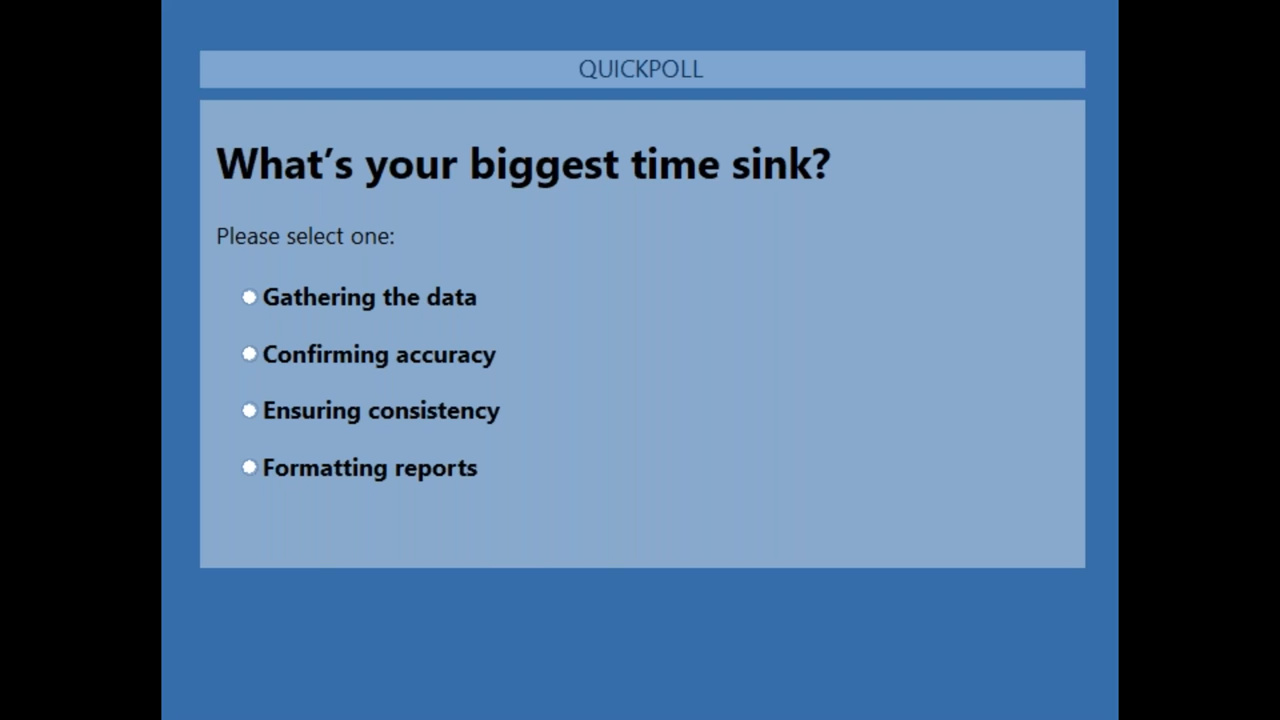 QUICKPOLL
What's your biggest time sink?
Please select one:
Gathering the data
Confirming accuracy
Ensuring consistency
Formatting reports